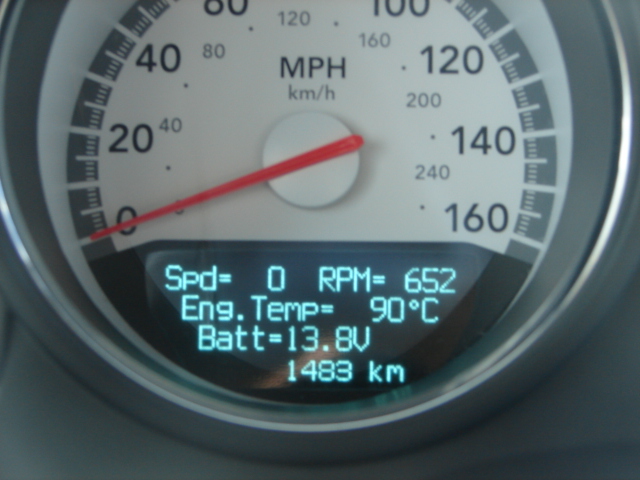 80 120 100
40 80 160 120
MPH
km/h
200
20 40 140
240
0 160
Spd= 0 RPM= 652
Eng.Temp= 90°C
Batt=13.8V
1483 km